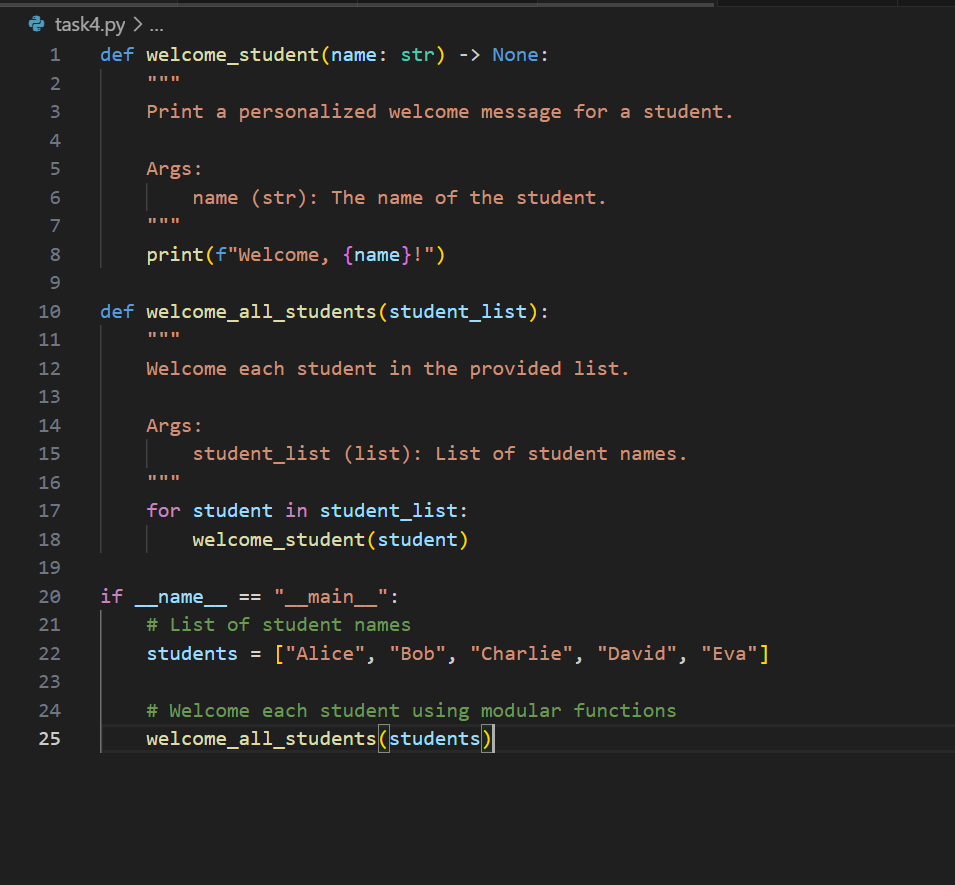 task4.py > ...
1 def welcome_student(name: str) -> None:
2     """
3     Print a personalized welcome message for a student.
4
5     Args:
6         name (str): The name of the student.
7     """
8     print(f"Welcome, {name}!")
9
10 def welcome_all_students(student_list):
11     """
12     Welcome each student in the provided list.
13
14     Args:
15         student_list (list): List of student names.
16     """
17     for student in student_list:
18         welcome_student(student)
19
20 if __name__ == "__main__":
21     # List of student names
22     students = ["Alice", "Bob", "Charlie", "David", "Eva"]
23
24     # Welcome each student using modular functions
25     welcome_all_students(students)